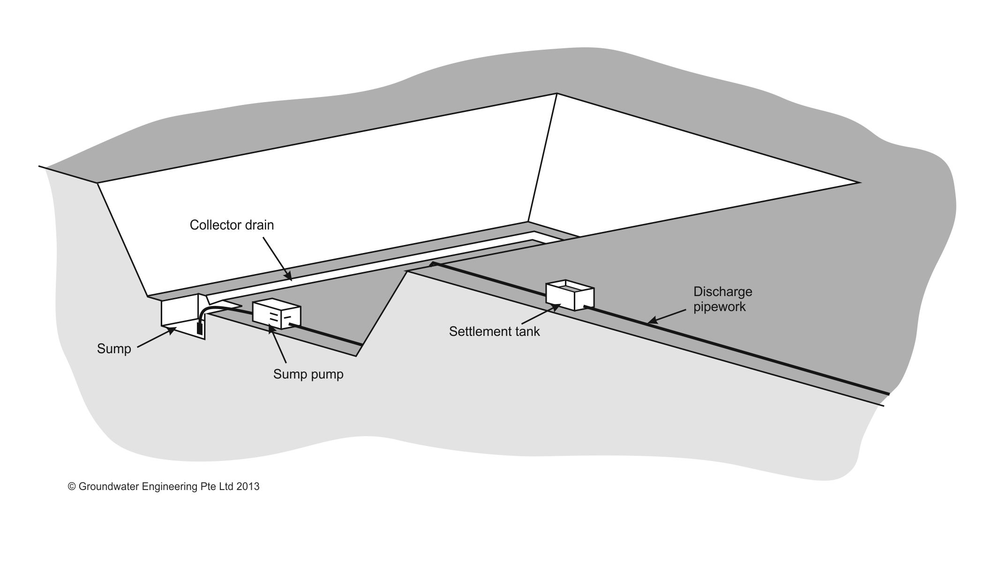 Collector drain
Discharge
pipework
Settlement tank
Sump
Sump pump
© Groundwater Engineering Pte Ltd 2013